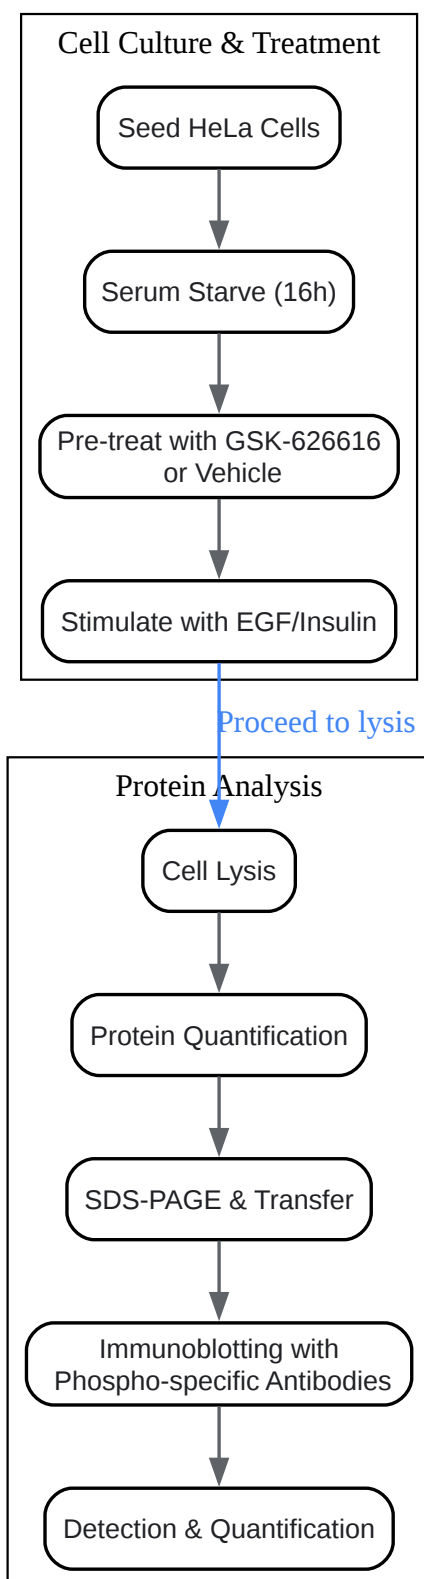 Cell Culture & Treatment
Seed HeLa Cells
Serum Starve (16h)
Pre-treat with GSK-626616
or Vehicle
Stimulate with EGF/Insulin
Proceed to lysis
Protein Analysis
Cell Lysis
Protein Quantification
SDS-PAGE & Transfer
Immunoblotting with
Phospho-specific Antibodies
Detection & Quantification